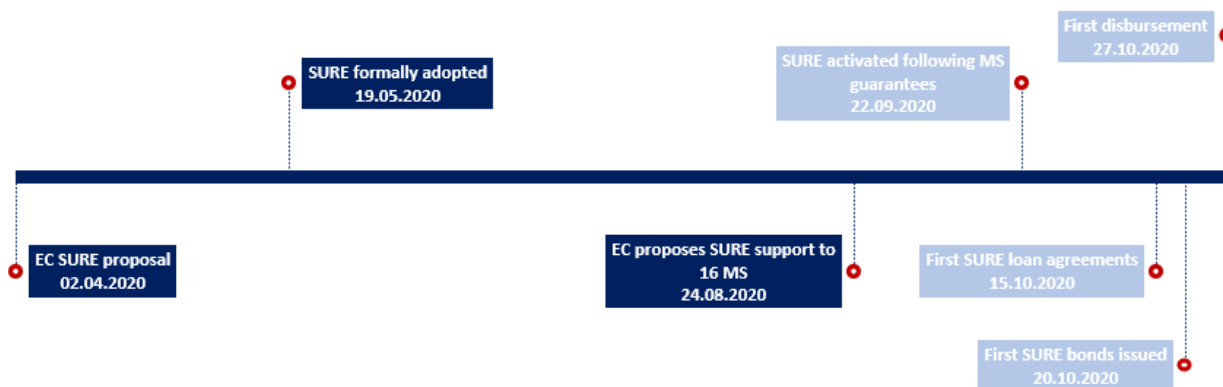 First disbursement
27.10.2020
SURE formally adopted
19.05.2020
SURE activated following MS
guarantees
22.09.2020
EC SURE proposal
02.04.2020
EC proposes SURE support to
16 MS
24.08.2020
First SURE loan agreements
15.10.2020
First SURE bonds issued
20.10.2020